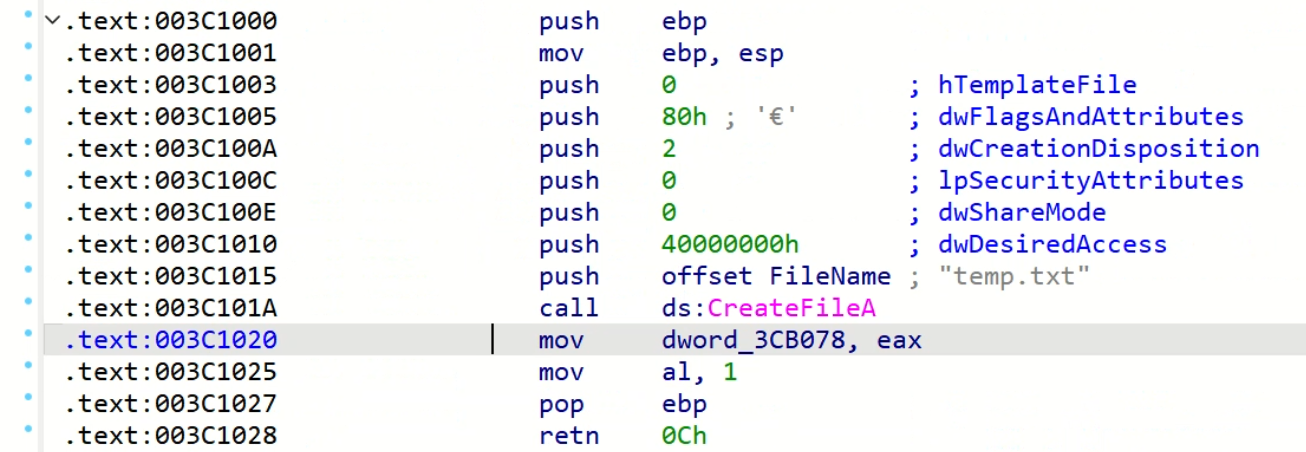 .text:003C1000 push ebp
.text:003C1001 mov ebp, esp
.text:003C1003 push 0 ; hTemplateFile
.text:003C1005 push 80h ; '€' ; dwFlagsAndAttributes
.text:003C100A push 2 ; dwCreationDisposition
.text:003C100C push 0 ; lpSecurityAttributes
.text:003C100E push 0 ; dwShareMode
.text:003C1010 push 40000000h ; dwDesiredAccess
.text:003C1015 push offset FileName ; "temp.txt"
.text:003C101A call ds:CreateFileA
.text:003C1020 mov dword_3CB078, eax
.text:003C1025 mov al, 1
.text:003C1027 pop ebp
.text:003C1028 retn 0Ch